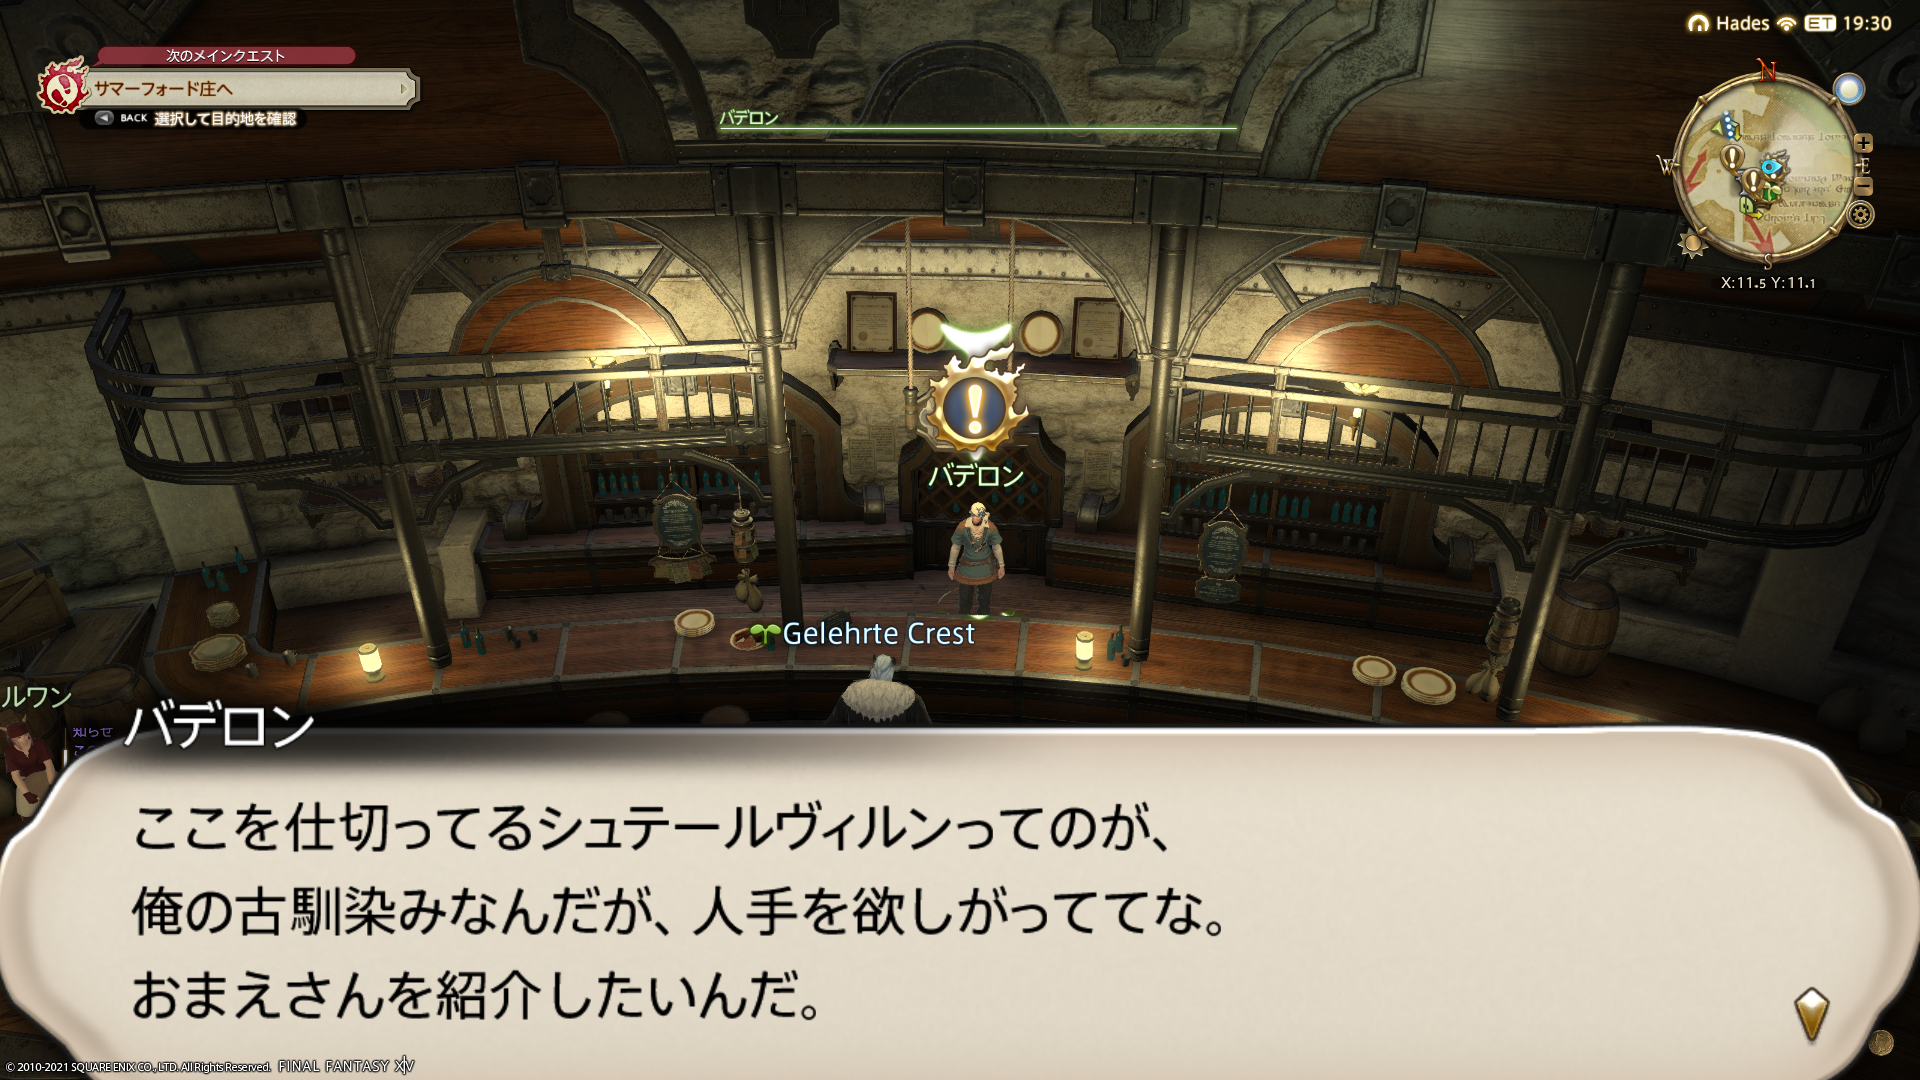 Hades ET 19:30
次のメインクエスト
サマーフォード庄へ
BACK 選択して目的地を確認
バデロン
N
W
E
S
X:11.5 Y:11.1
バデロン
Gelehrte Crest
ルワン
知らせ
バデロン
ここを仕切ってるシュテールヴィルンってのが、
俺の古馴染みなんだが、人手を欲しがっててな。
おまえさんを紹介したいんだ。
© 2010-2021 SQUARE ENIX CO., LTD. All Rights Reserved. FINAL FANTASY XIV